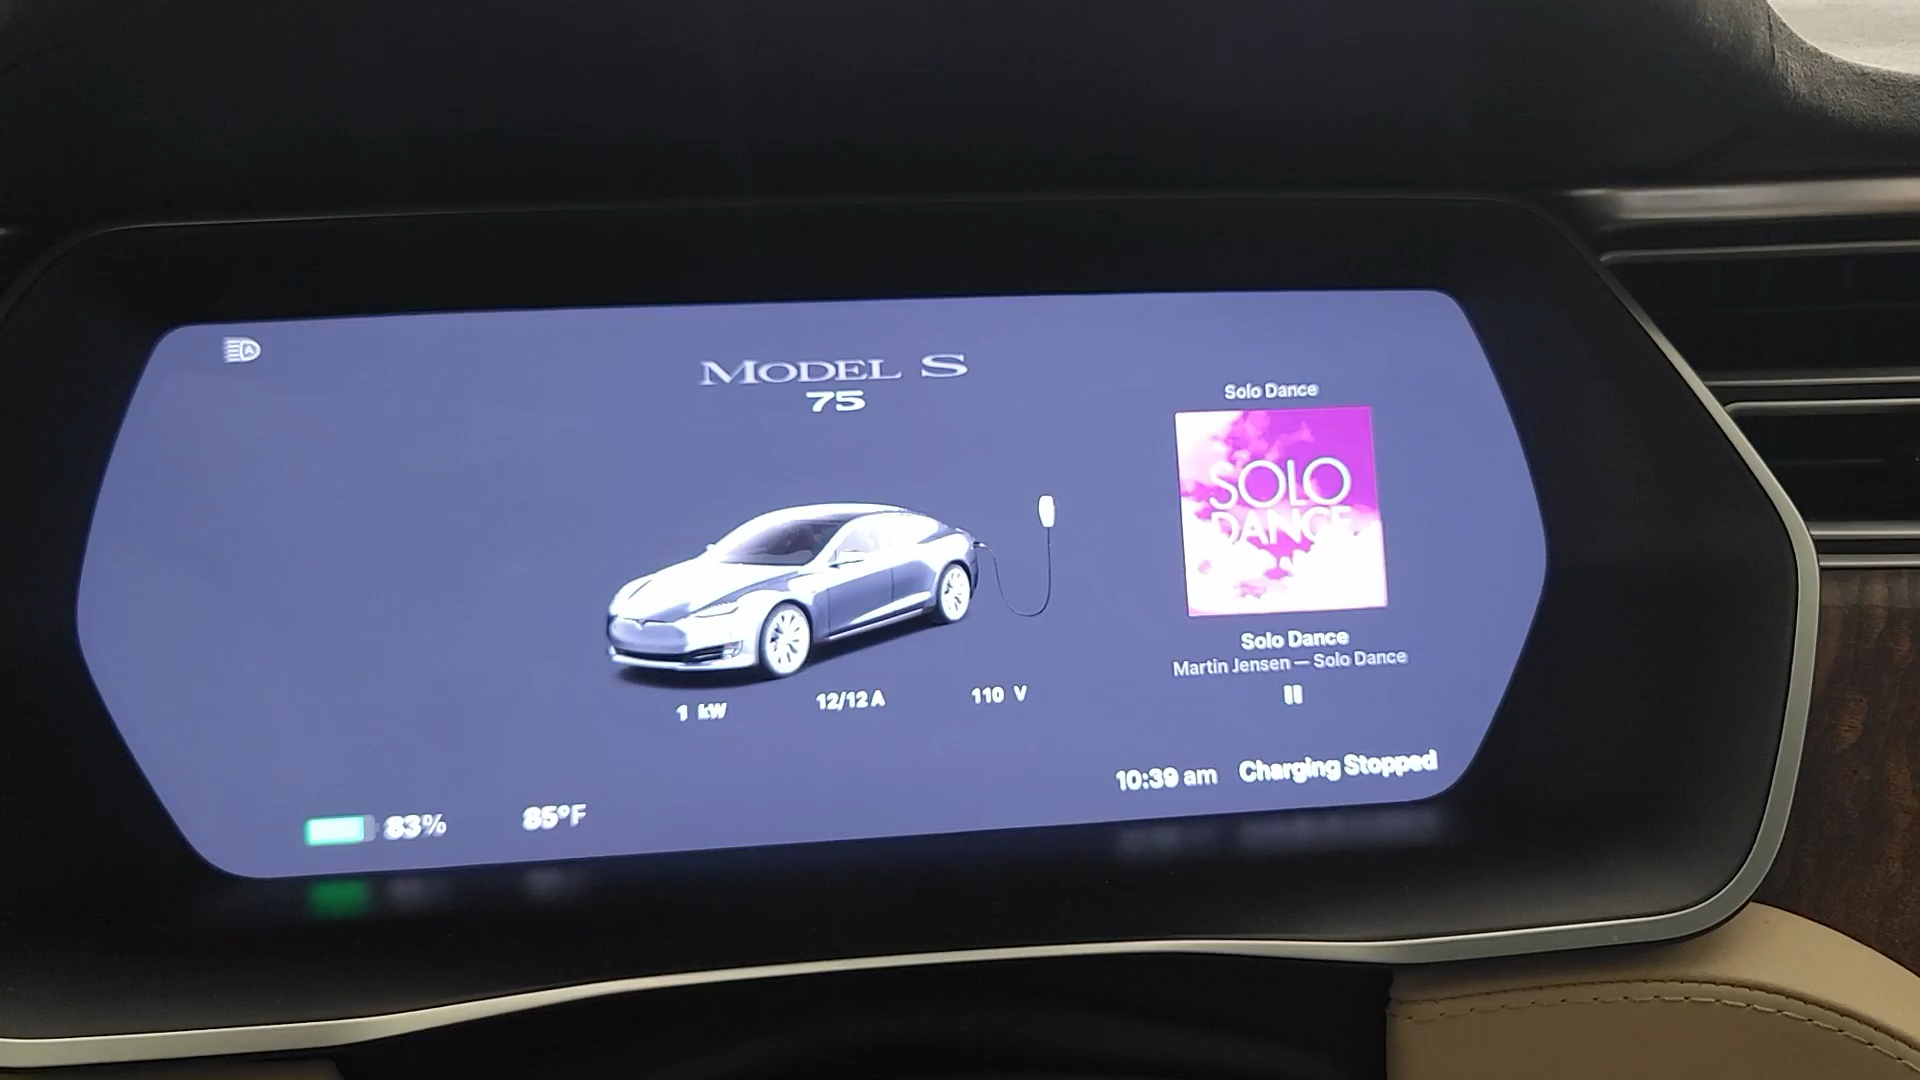 A
MODEL S
75
Solo Dance
SOLO
DANCE
Solo Dance
Martin Jensen — Solo Dance
1 kW
12/12 A
110 V
10:39 am
Charging Stopped
83%
85°F